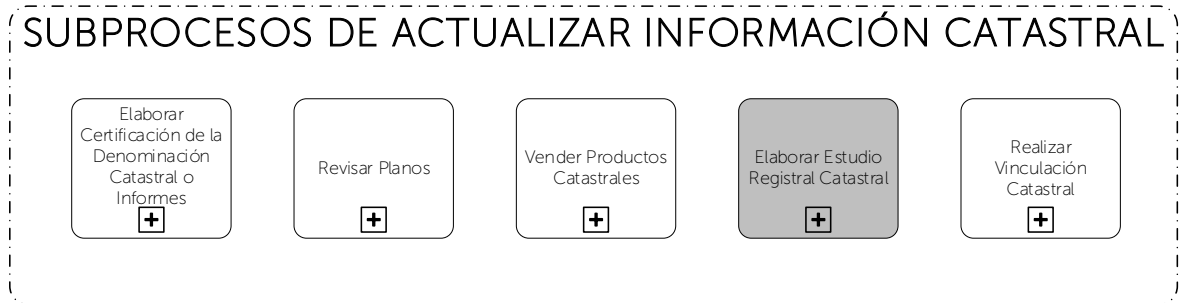 SUBPROCESOS DE ACTUALIZAR INFORMACIÓN CATASTRAL
Elaborar
Certificación de la
Denominación
Catastral o
Informes
Revisar Planos
Vender Productos
Catastrales
Elaborar Estudio
Registral Catastral
Realizar
Vinculación
Catastral